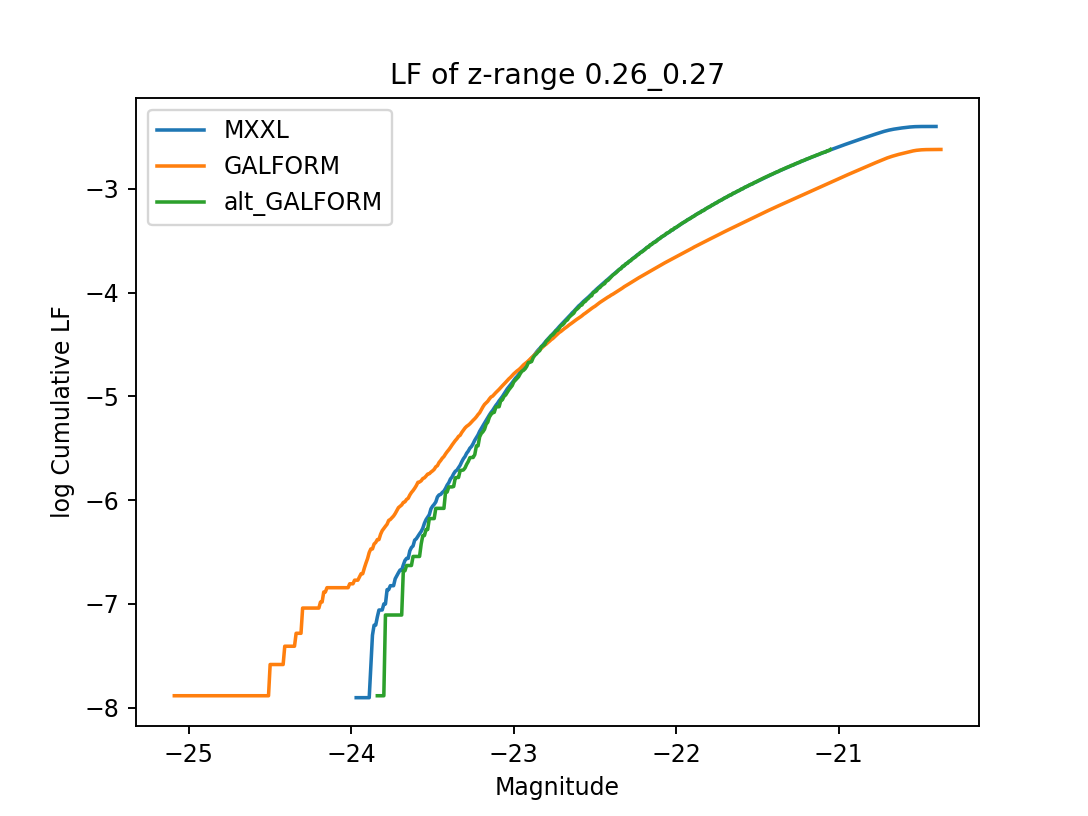 LF of z-range 0.26_0.27
MXXL
GALFORM
alt_GALFORM
log Cumulative LF
−3
−4
−5
−6
−7
−8
−25 −24 −23 −22 −21
Magnitude